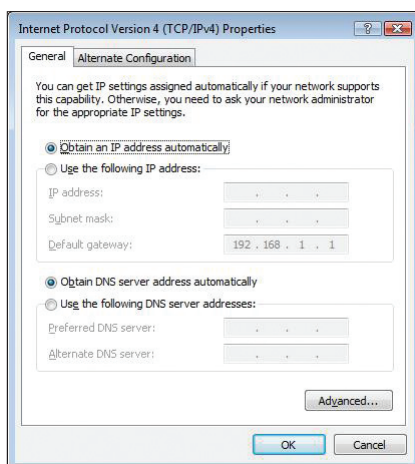 Internet Protocol Version 4 (TCP/IPv4) Properties
General
Alternate Configuration
You can get IP settings assigned automatically if your network supports
this capability. Otherwise, you need to ask your network administrator
for the appropriate IP settings.
Obtain an IP address automatically
Use the following IP address:
IP address:
Subnet mask:
Default gateway: 192 . 168 . 1 . 1
Obtain DNS server address automatically
Use the following DNS server addresses:
Preferred DNS server:
Alternate DNS server:
Advanced...
OK
Cancel